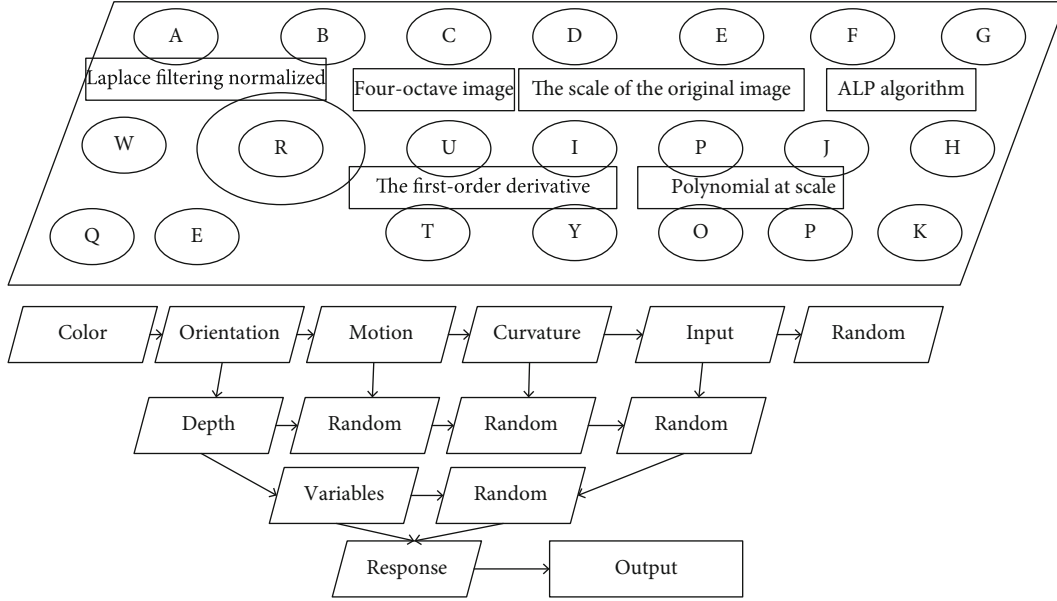 A B C D E F G
Laplace filtering normalized Four-octave image The scale of the original image ALP algorithm
W R U I P J H
The first-order derivative Polynomial at scale
Q E T Y O P K
Color Orientation Motion Curvature Input Random
Depth Random Random Random
Variables Random
Response Output